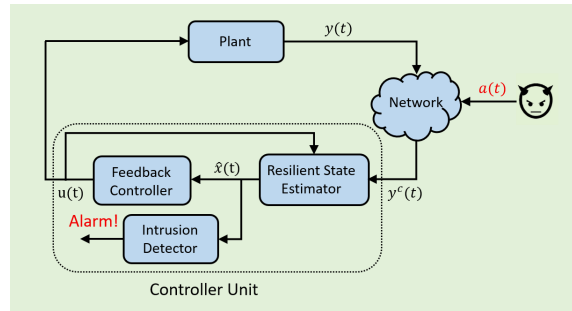 Plant
y(t)
Network
a(t)
Feedback
Controller
x̂(t)
Resilient State
Estimator
u(t)
y^c(t)
Alarm!
Intrusion
Detector
Controller Unit